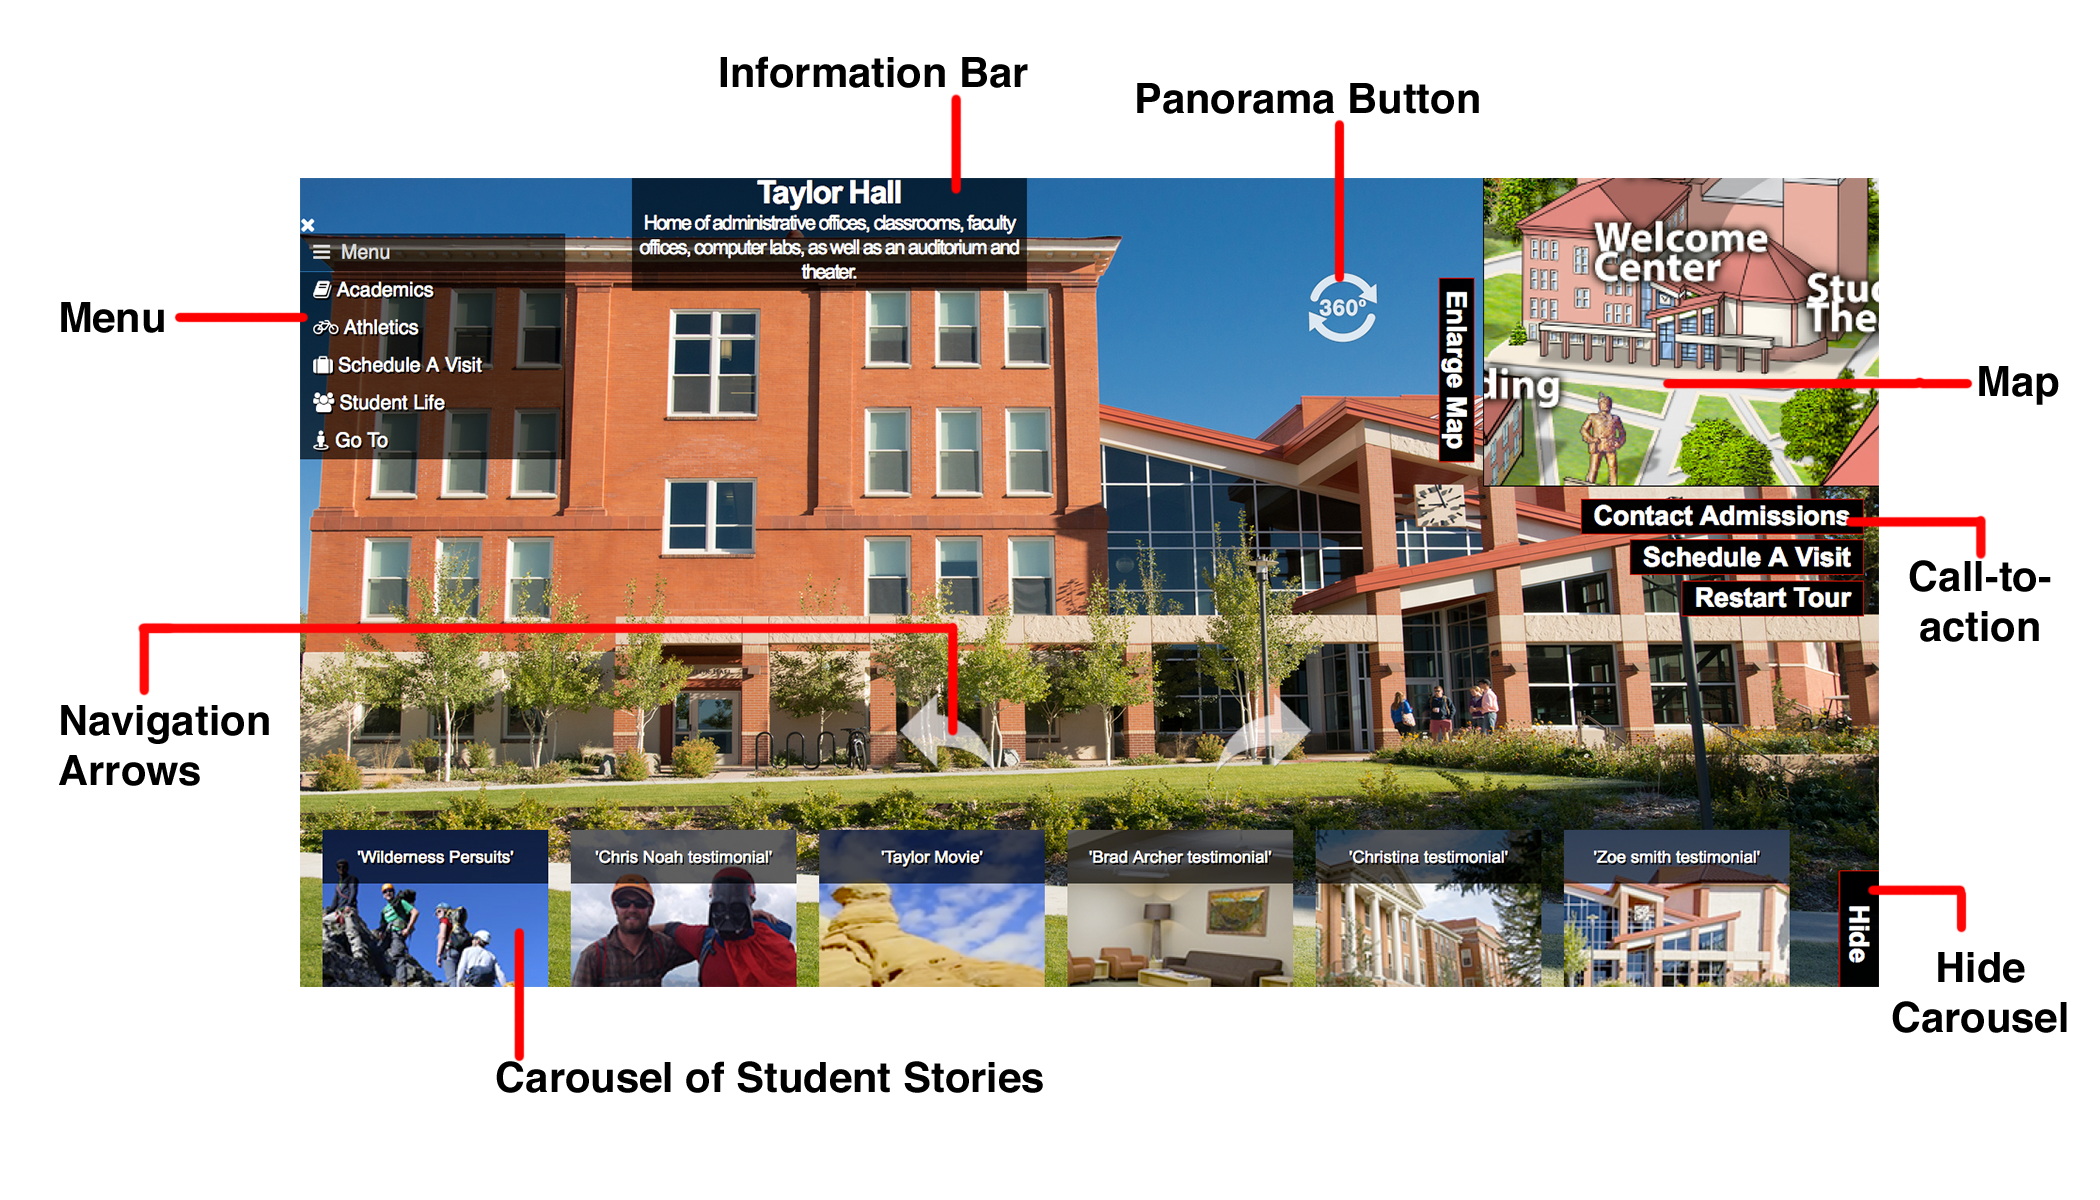 Information Bar
Panorama Button
Taylor Hall
Home of administrative offices, classrooms, faculty
offices, computer labs, as well as an auditorium and
theater.
Menu
Academics
Athletics
Schedule A Visit
Student Life
Go To
Menu
360°
Enlarge Map
Welcome
Center
Stud
The
ding
Map
Contact Admissions
Schedule A Visit
Restart Tour
Call-to-
action
Navigation
Arrows
'Wilderness Persuits'
'Chris Noah testimonial'
'Taylor Movie'
'Brad Archer testimonial'
'Christina testimonial'
'Zoe smith testimonial'
Hide
Hide
Carousel
Carousel of Student Stories